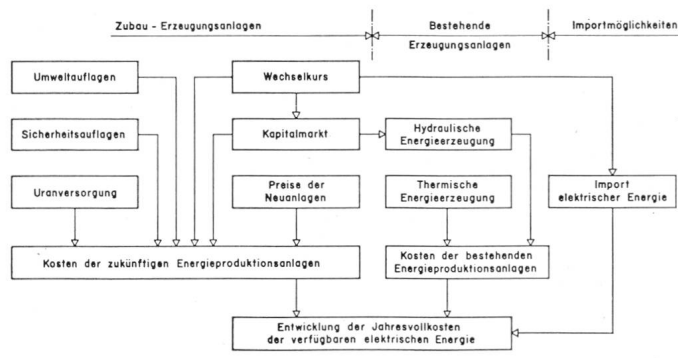 Zubau - Erzeugungsanlagen
Bestehende
Erzeugungsanlagen
Importmöglichkeiten
Umweltauflagen
Wechselkurs
Sicherheitsauflagen
Kapitalmarkt
Hydraulische
Energieerzeugung
Uranversorgung
Preise der
Neuanlagen
Thermische
Energieerzeugung
Import
elektrischer Energie
Kosten der zukünftigen Energieproduktionsanlagen
Kosten der bestehenden
Energieproduktionsanlagen
Entwicklung der Jahresvollkosten
der verfügbaren elektrischen Energie